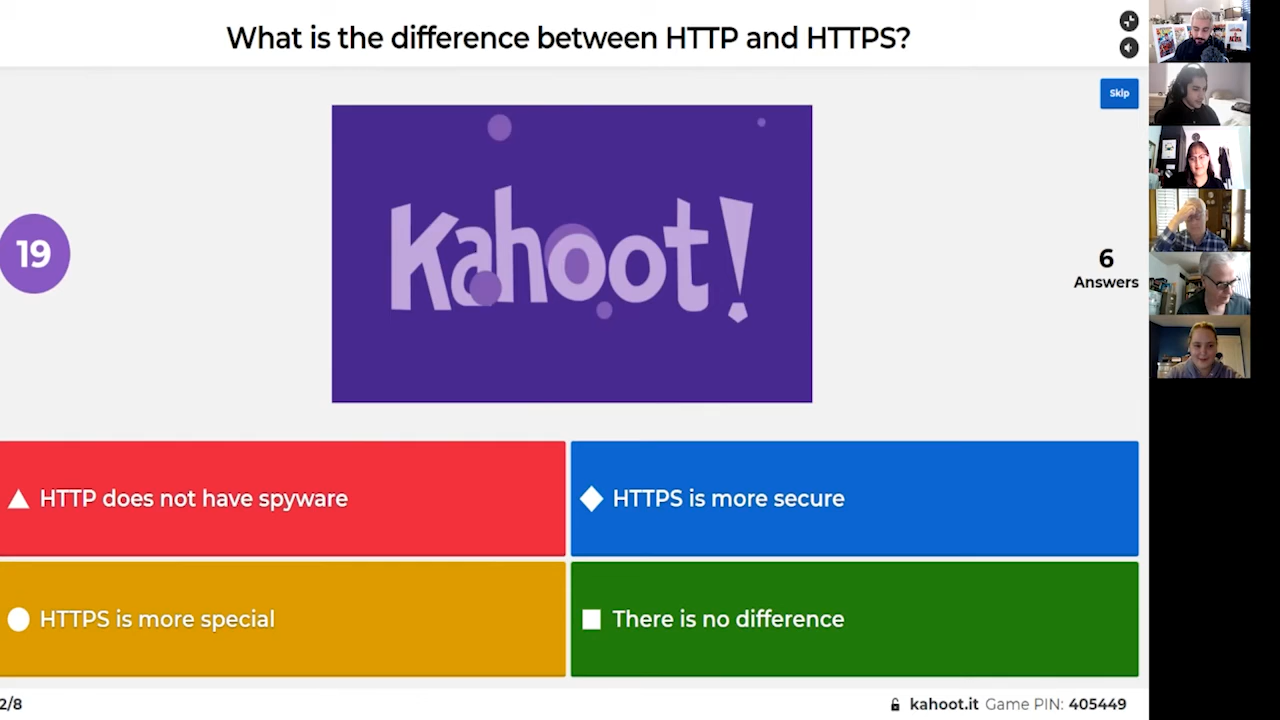 What is the difference between HTTP and HTTPS?
Skip
Kahoot!
19
6
Answers
HTTP does not have spyware
HTTPS is more secure
HTTPS is more special
There is no difference
2/8
kahoot.it Game PIN: 405449